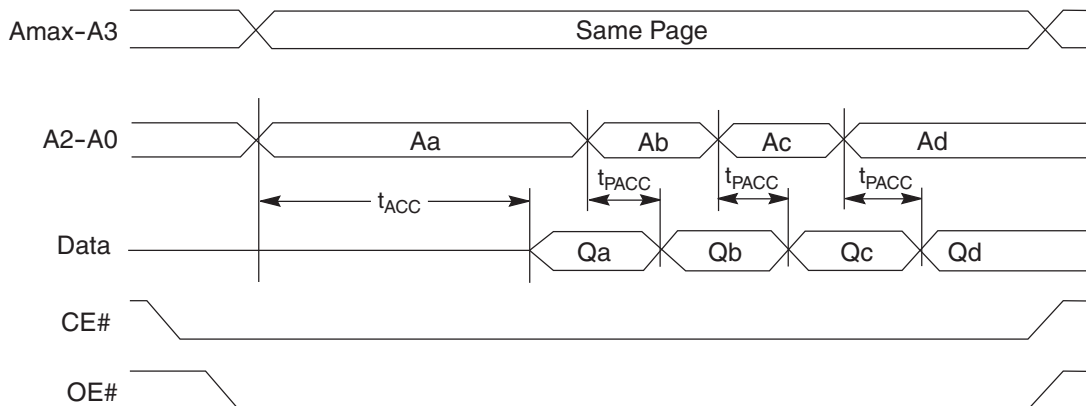 Amax–A3 Same Page
A2–A0 Aa Ab Ac Ad
tACC tPACC tPACC tPACC
Data Qa Qb Qc Qd
CE#
OE#